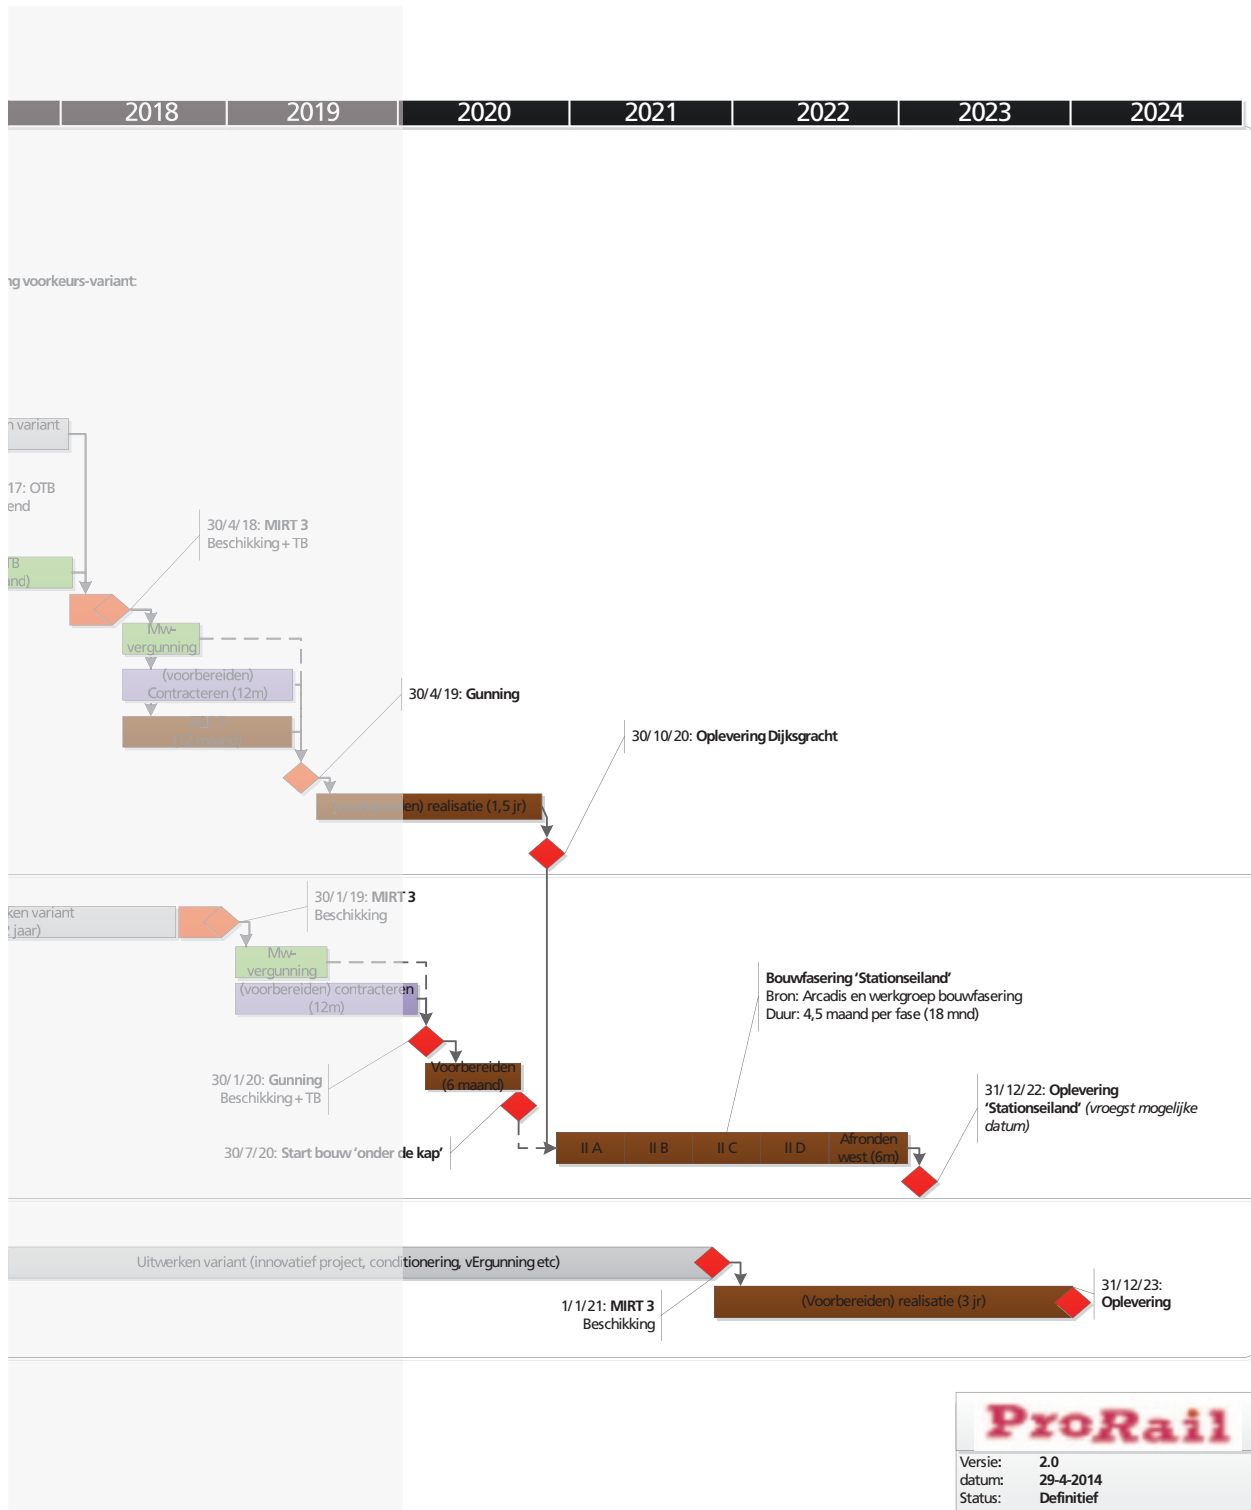 2018 2019 2020 2021 2022 2023 2024
ng voorkeurs-variant:
n variant
17: OTB
end
30/4/18: MIRT 3
Beschikking + TB
TB
and)
Mw-
vergunning
(voorbereiden)
Contracteren (12m)
30/4/19: Gunning
30/10/20: Oplevering Dijksgracht
en) realisatie (1,5 jr)
30/1/19: MIRT 3
Beschikking
ken variant
2 jaar)
Mw-
vergunning
(voorbereiden) contracteren
(12m)
Bouwfasering ‘Stationseiland’
Bron: Arcadis en werkgroep bouwfasering
Duur: 4,5 maand per fase (18 mnd)
30/1/20: Gunning
Beschikking + TB
Voorbereiden
(6 maand)
31/12/22: Oplevering
‘Stationseiland’ (vroegst mogelijke
datum)
30/7/20: Start bouw ‘onder de kap’
II A II B II C II D Afronden
west (6m)
Uitwerken variant (innovatief project, conditionering, vErgunning etc)
1/1/21: MIRT 3
Beschikking
(Voorbereiden) realisatie (3 jr)
31/12/23:
Oplevering
ProRail
Versie: 2.0
datum: 29-4-2014
Status: Definitief